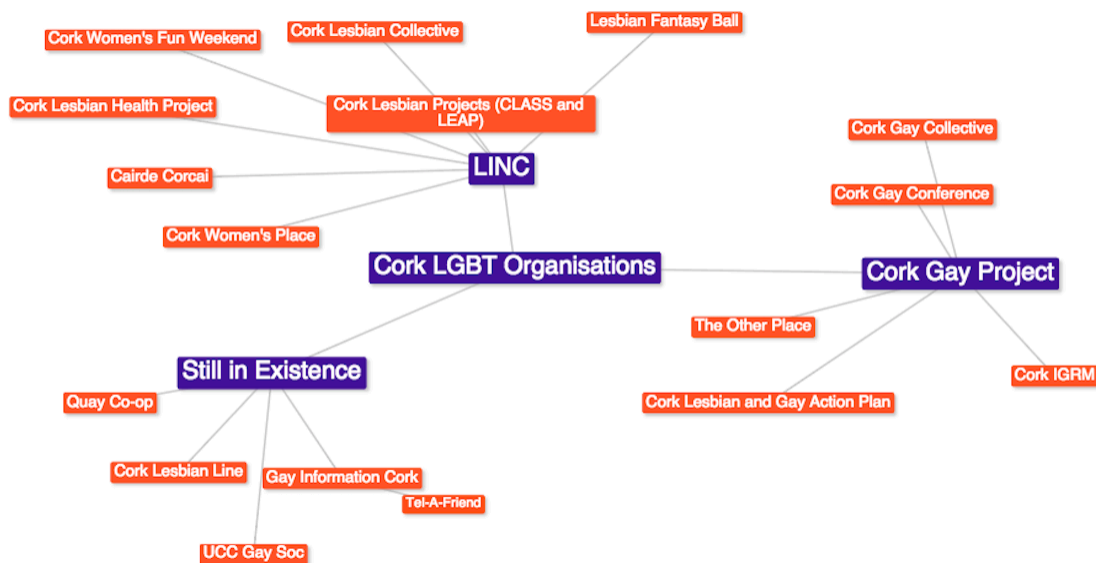 Lesbian Fantasy Ball
Cork Lesbian Collective
Cork Women's Fun Weekend
Cork Lesbian Projects (CLASS and
LEAP)
Cork Lesbian Health Project
Cork Gay Collective
LINC
Cairde Corcai
Cork Gay Conference
Cork Women's Place
Cork LGBT Organisations
Cork Gay Project
The Other Place
Still in Existence
Cork IGRM
Quay Co-op
Cork Lesbian and Gay Action Plan
Cork Lesbian Line
Gay Information Cork
Tel-A-Friend
UCC Gay Soc